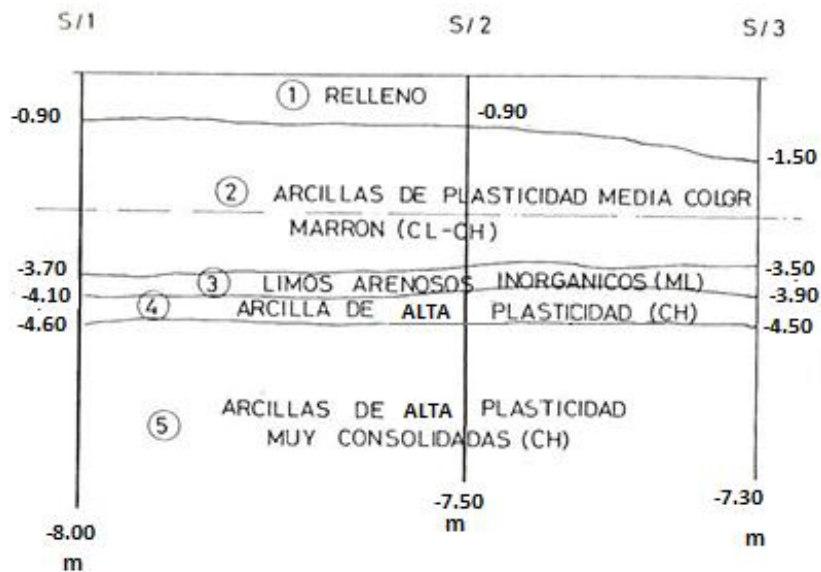 S/1 S/2 S/3
① RELLENO
-0.90 -0.90
-1.50
② ARCILLAS DE PLASTICIDAD MEDIA COLOR
MARRON (CL-CH)
-3.70 -3.50
③ LIMOS ARENOSOS INORGANICOS (ML)
-4.10 -3.90
④ ARCILLA DE ALTA PLASTICIDAD (CH)
-4.60 -4.50
⑤ ARCILLAS DE ALTA PLASTICIDAD
MUY CONSOLIDADAS (CH)
-8.00
m
-7.50
m
-7.30
m